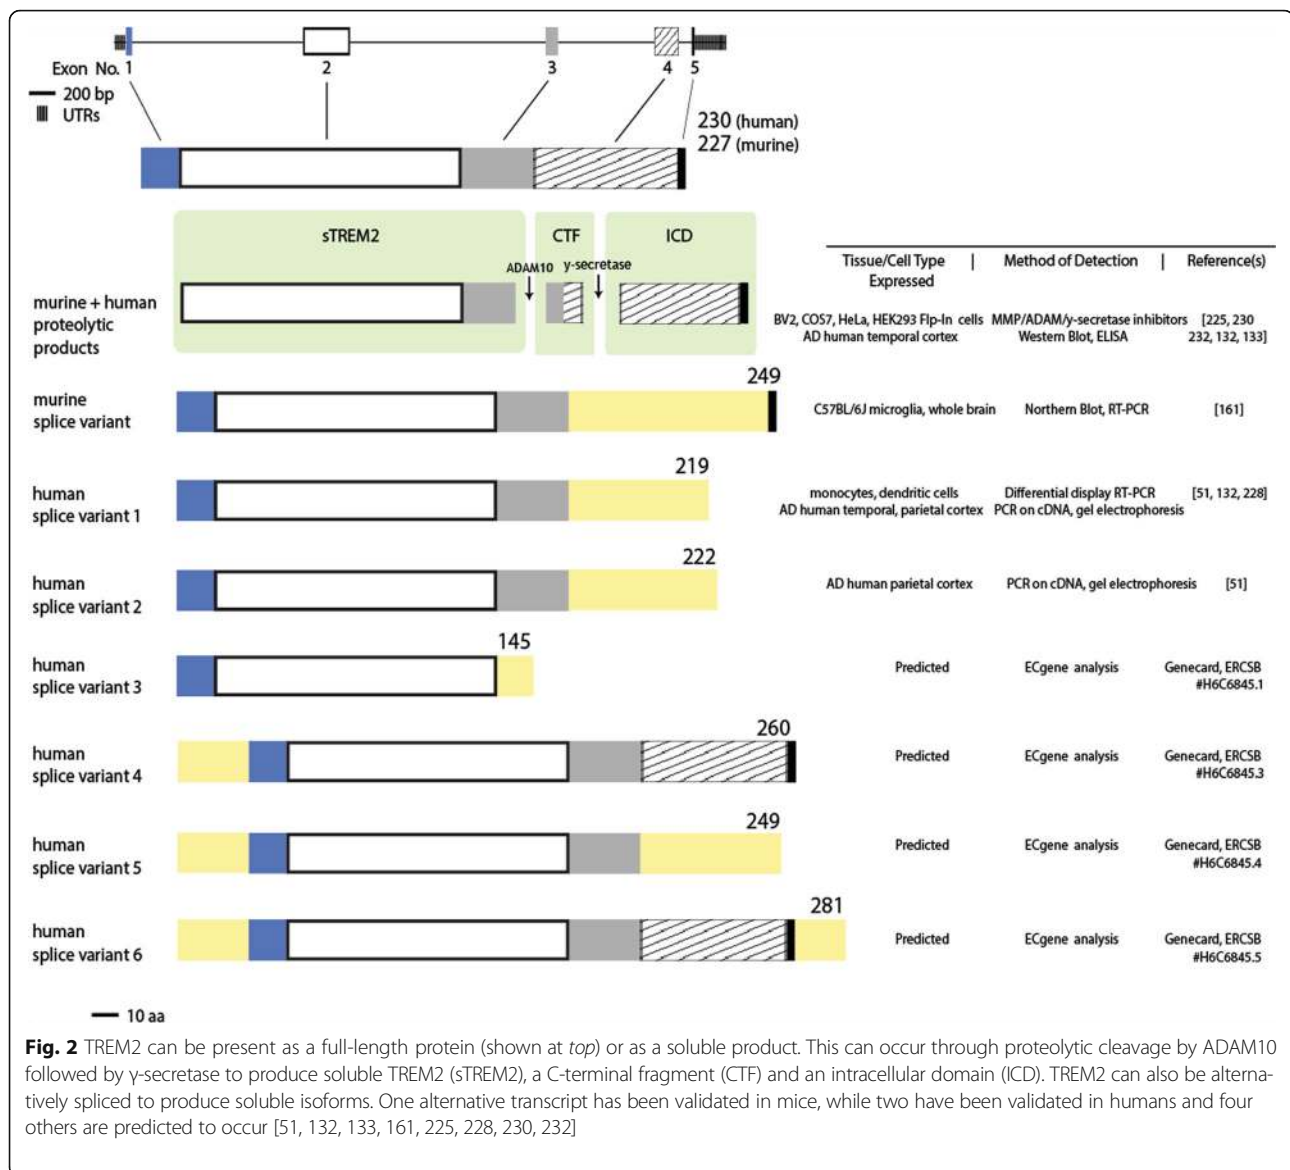 Exon No. 1 2 3 4 5
200 bp
UTRs
230 (human)
227 (murine)
sTREM2 CTF ICD
ADAM10 γ-secretase
murine + human
proteolytic
products
Tissue/Cell Type | Method of Detection | Reference(s)
Expressed
BV2, COS7, HeLa, HEK293 Flp-In cells MMP/ADAM/γ-secretase inhibitors [225, 230
AD human temporal cortex Western Blot, ELISA 232, 132, 133]
249
murine
splice variant
C57BL/6J microglia, whole brain Northern Blot, RT-PCR [161]
219
human
splice variant 1
monocytes, dendritic cells Differential display RT-PCR [51, 132, 228]
AD human temporal, parietal cortex PCR on cDNA, gel electrophoresis
222
human
splice variant 2
AD human parietal cortex PCR on cDNA, gel electrophoresis [51]
145
human
splice variant 3
Predicted ECgene analysis Genecard, ERCSB
#H6C6845.1
260
human
splice variant 4
Predicted ECgene analysis Genecard, ERCSB
#H6C6845.3
249
human
splice variant 5
Predicted ECgene analysis Genecard, ERCSB
#H6C6845.4
281
human
splice variant 6
Predicted ECgene analysis Genecard, ERCSB
#H6C6845.5
10 aa
Fig. 2 TREM2 can be present as a full-length protein (shown at top) or as a soluble product. This can occur through proteolytic cleavage by ADAM10
followed by γ-secretase to produce soluble TREM2 (sTREM2), a C-terminal fragment (CTF) and an intracellular domain (ICD). TREM2 can also be alterna-
tively spliced to produce soluble isoforms. One alternative transcript has been validated in mice, while two have been validated in humans and four
others are predicted to occur [51, 132, 133, 161, 225, 228, 230, 232]